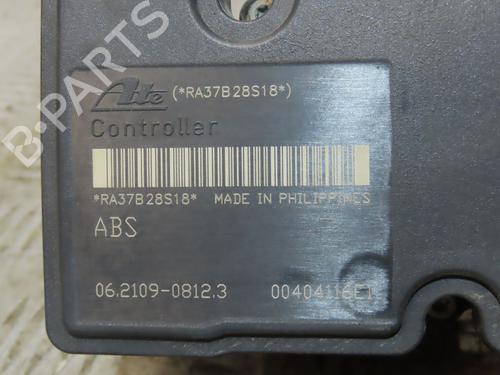 Ate (*RA37B28S18*)
Controller
*RA37B28S18* MADE IN PHILIPPINES
ABS
06.2109-0812.3 00404116E1
B-PARTS